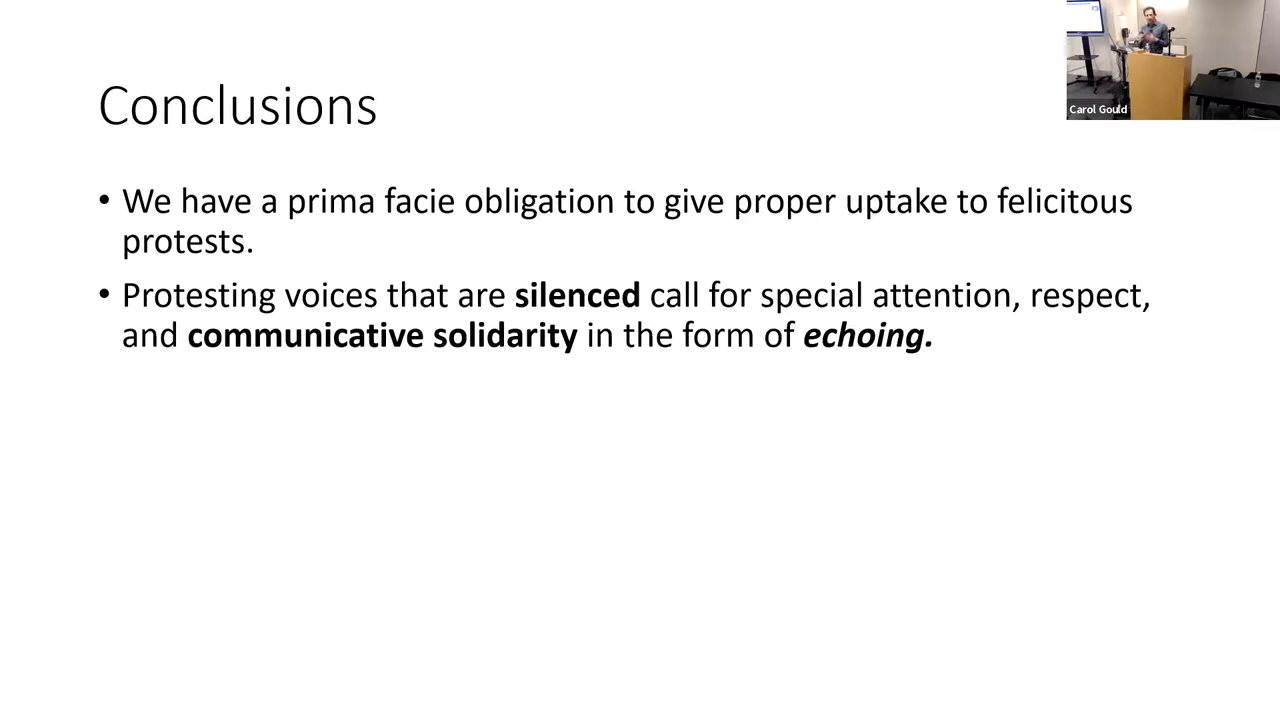 Conclusions
• We have a prima facie obligation to give proper uptake to felicitous
protests.
• Protesting voices that are silenced call for special attention, respect,
and communicative solidarity in the form of echoing.
Carol Gould